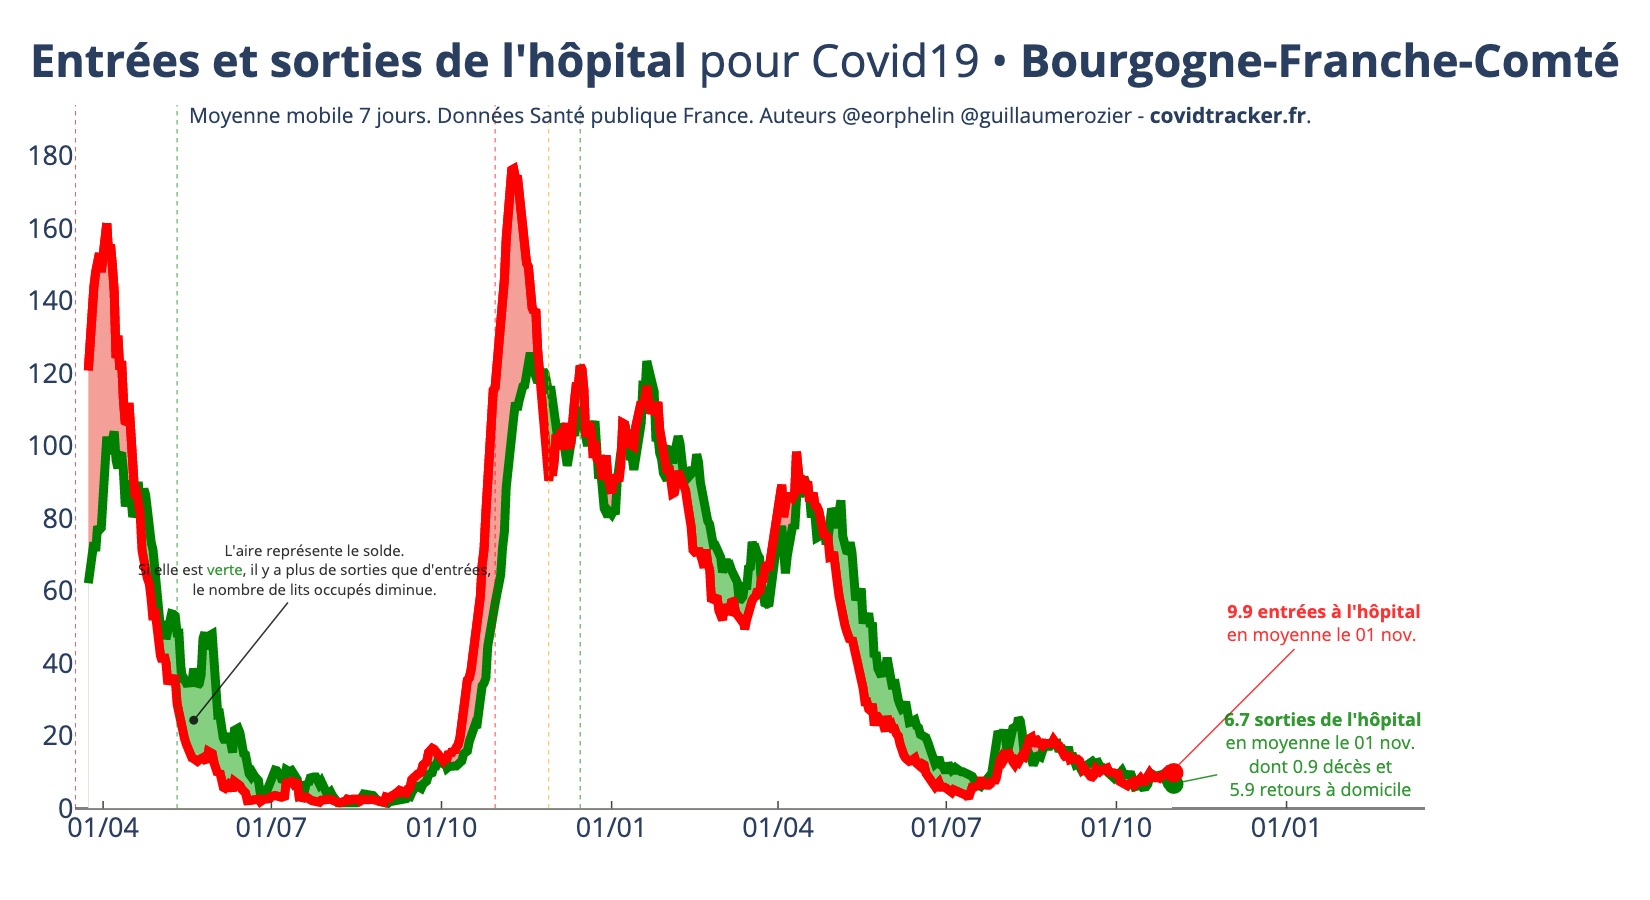 Entrées et sorties de l'hôpital pour Covid19 • Bourgogne-Franche-Comté
Moyenne mobile 7 jours. Données Santé publique France. Auteurs @eorphelin @guillaumerozier - covidtracker.fr.
180
160
140
120
100
80
60
40
20
0
L'aire représente le solde.
Si elle est verte, il y a plus de sorties que d'entrées,
le nombre de lits occupés diminue.
9.9 entrées à l'hôpital
en moyenne le 01 nov.
6.7 sorties de l'hôpital
en moyenne le 01 nov.
dont 0.9 décès et
5.9 retours à domicile
01/04 01/07 01/10 01/01 01/04 01/07 01/10 01/01